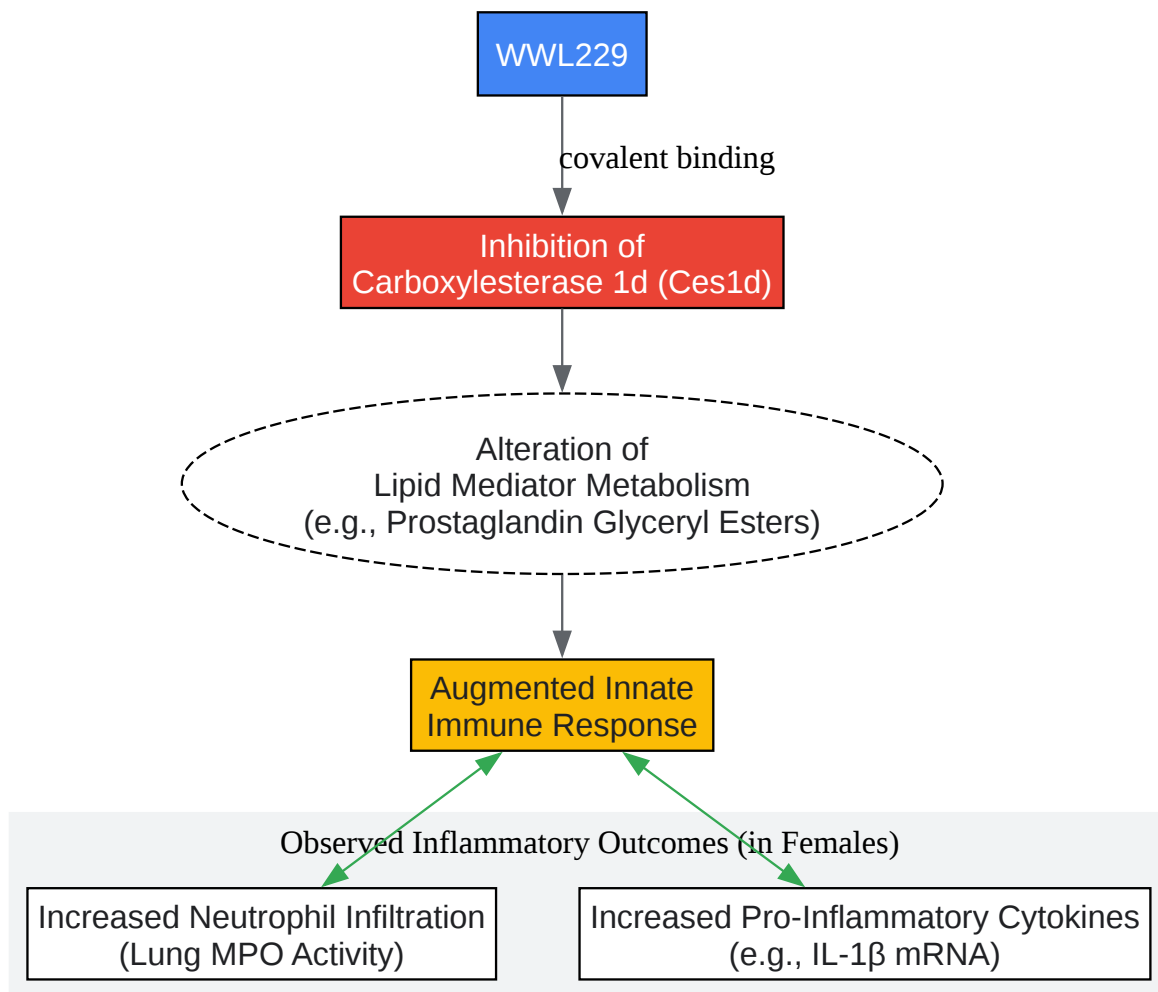 WWL229
covalent binding
Inhibition of
Carboxylesterase 1d (Ces1d)
Alteration of
Lipid Mediator Metabolism
(e.g., Prostaglandin Glyceryl Esters)
Augmented Innate
Immune Response
Observed Inflammatory Outcomes (in Females)
Increased Neutrophil Infiltration
(Lung MPO Activity)
Increased Pro-Inflammatory Cytokines
(e.g., IL-1β mRNA)